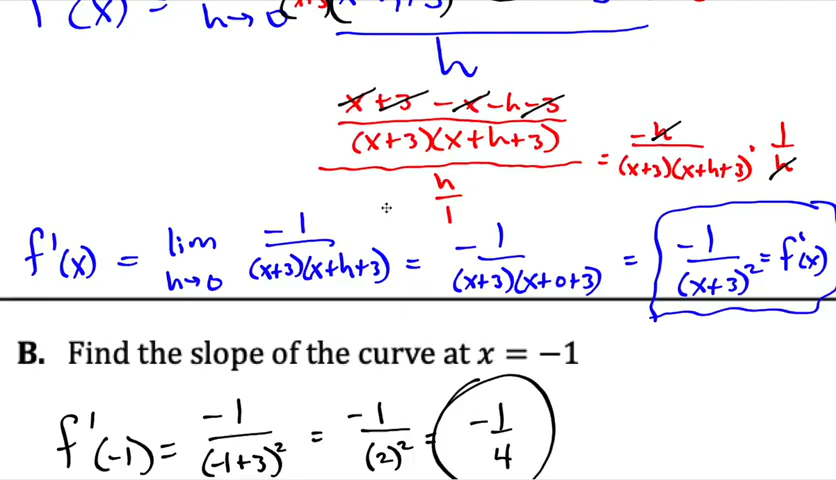 f'(x) = h→0 (x+3)
h
x+3 -x-h-3
(x+3)(x+h+3) = -h/(x+3)(x+h+3) · 1/h
h/1
f'(x) = lim h→0 -1/(x+3)(x+h+3) = -1/(x+3)(x+0+3) = -1/(x+3)² = f'(x)
B. Find the slope of the curve at x = −1
f'(-1) = -1/(-1+3)² = -1/(2)² = -1/4